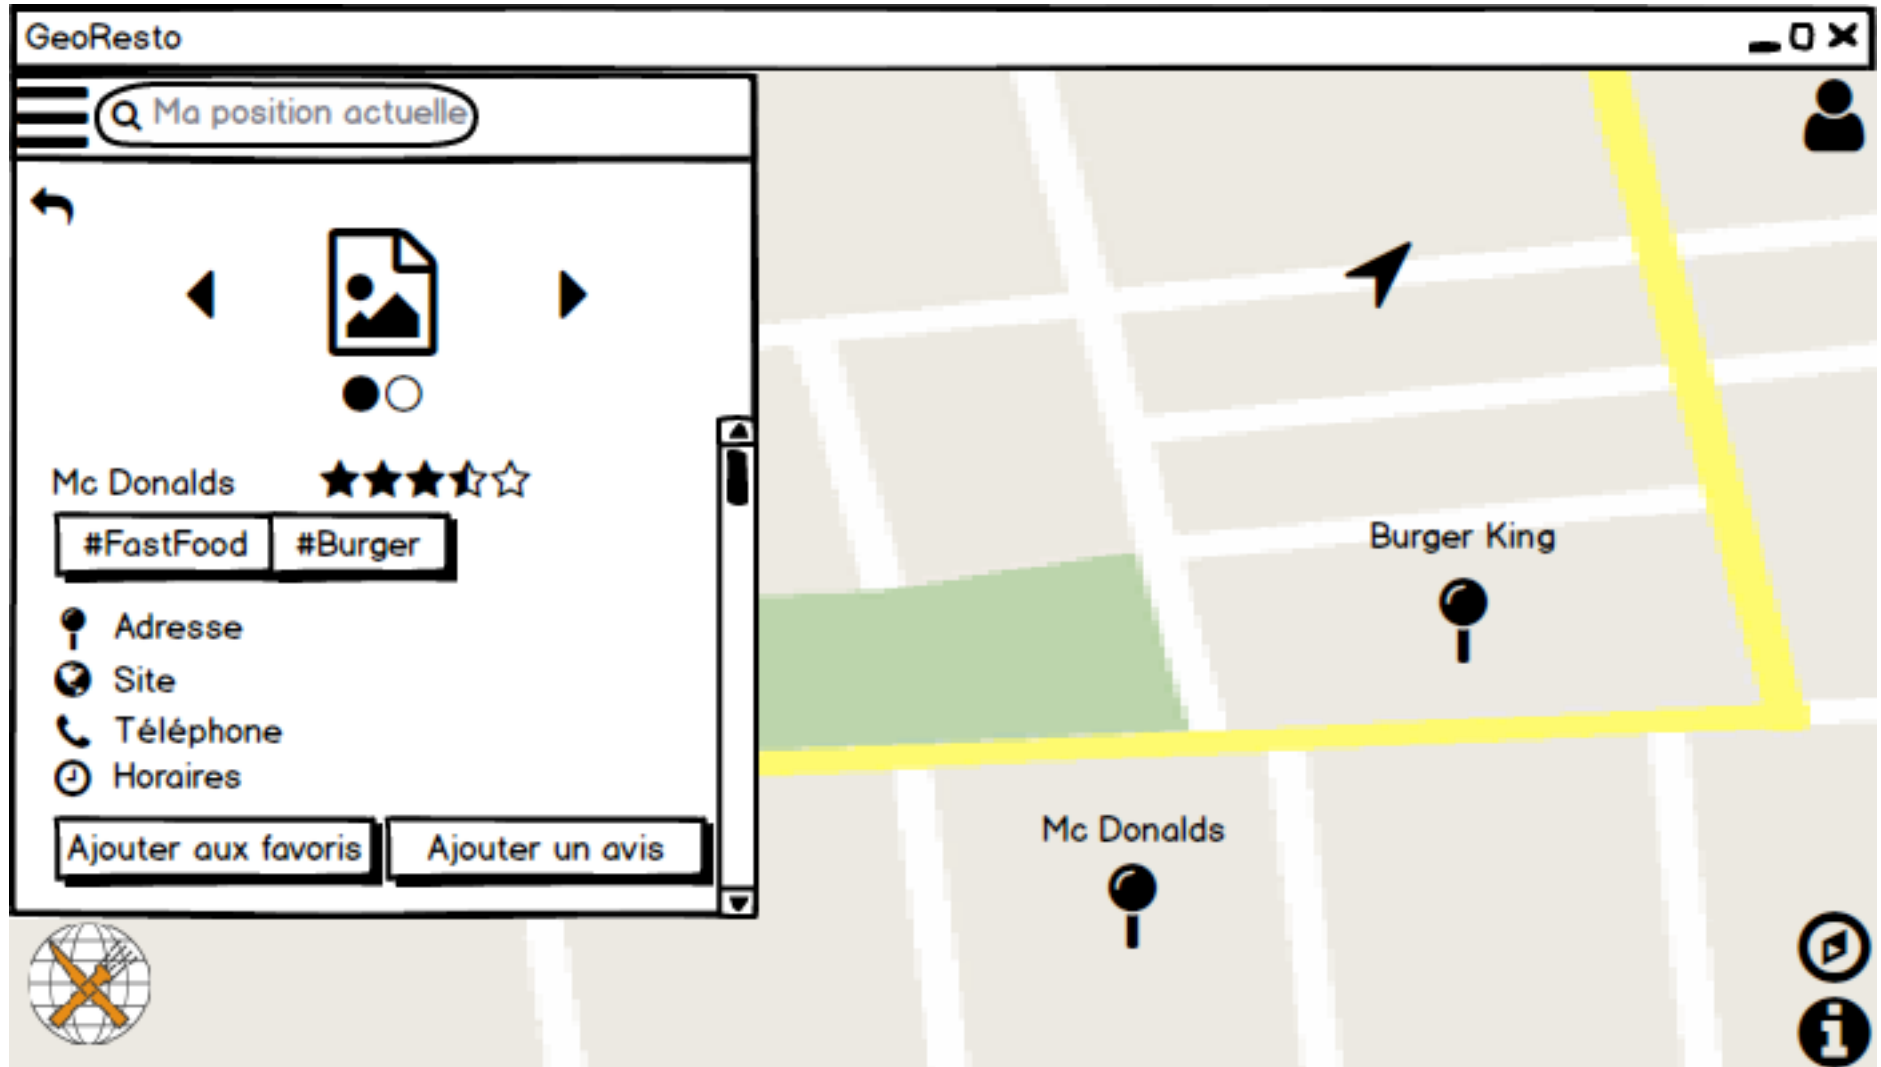 GeoResto
Ma position actuelle
Mc Donalds
#FastFood #Burger
Adresse
Site
Téléphone
Horaires
Ajouter aux favoris Ajouter un avis
Burger King
Mc Donalds